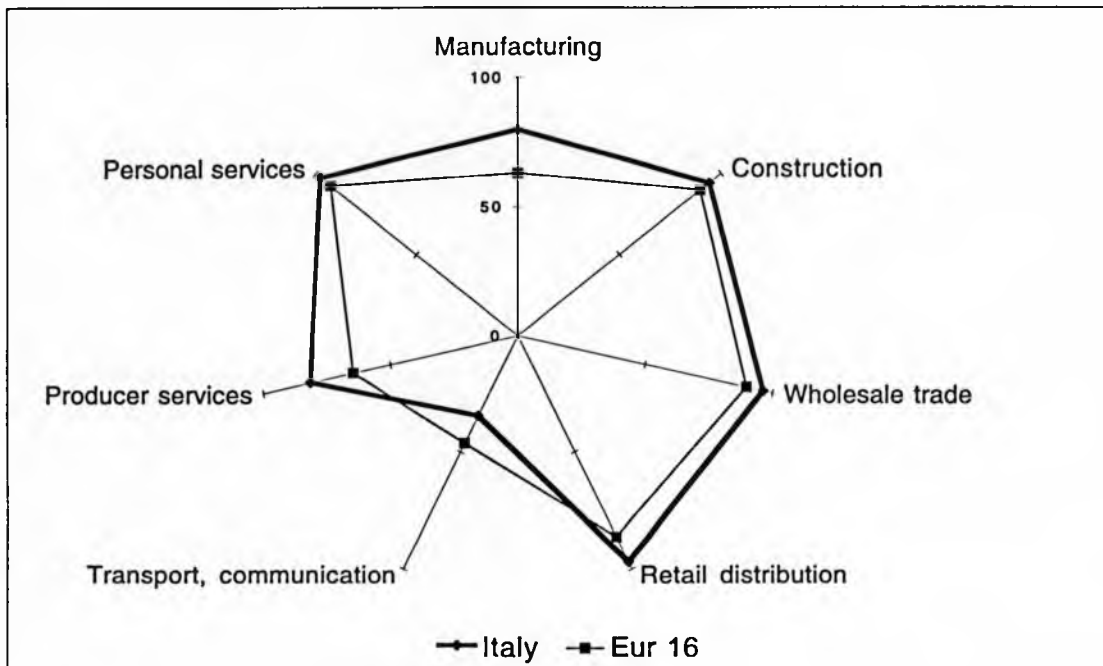 Manufacturing
100
Personal services
Construction
50
0
Producer services
Wholesale trade
Transport, communication
Retail distribution
Italy Eur 16